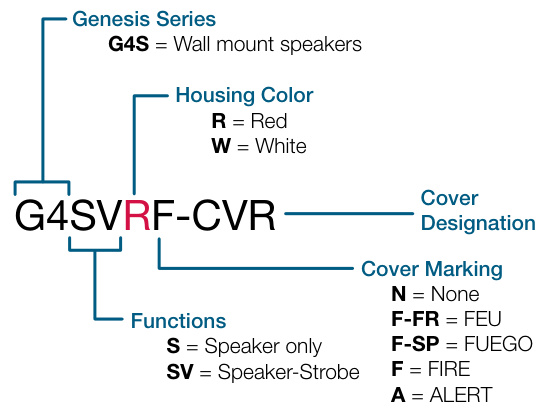 Genesis Series
G4S = Wall mount speakers
Housing Color
R = Red
W = White
G4SVRF-CVR
Cover
Designation
Cover Marking
N = None
F-FR = FEU
F-SP = FUEGO
F = FIRE
A = ALERT
Functions
S = Speaker only
SV = Speaker-Strobe